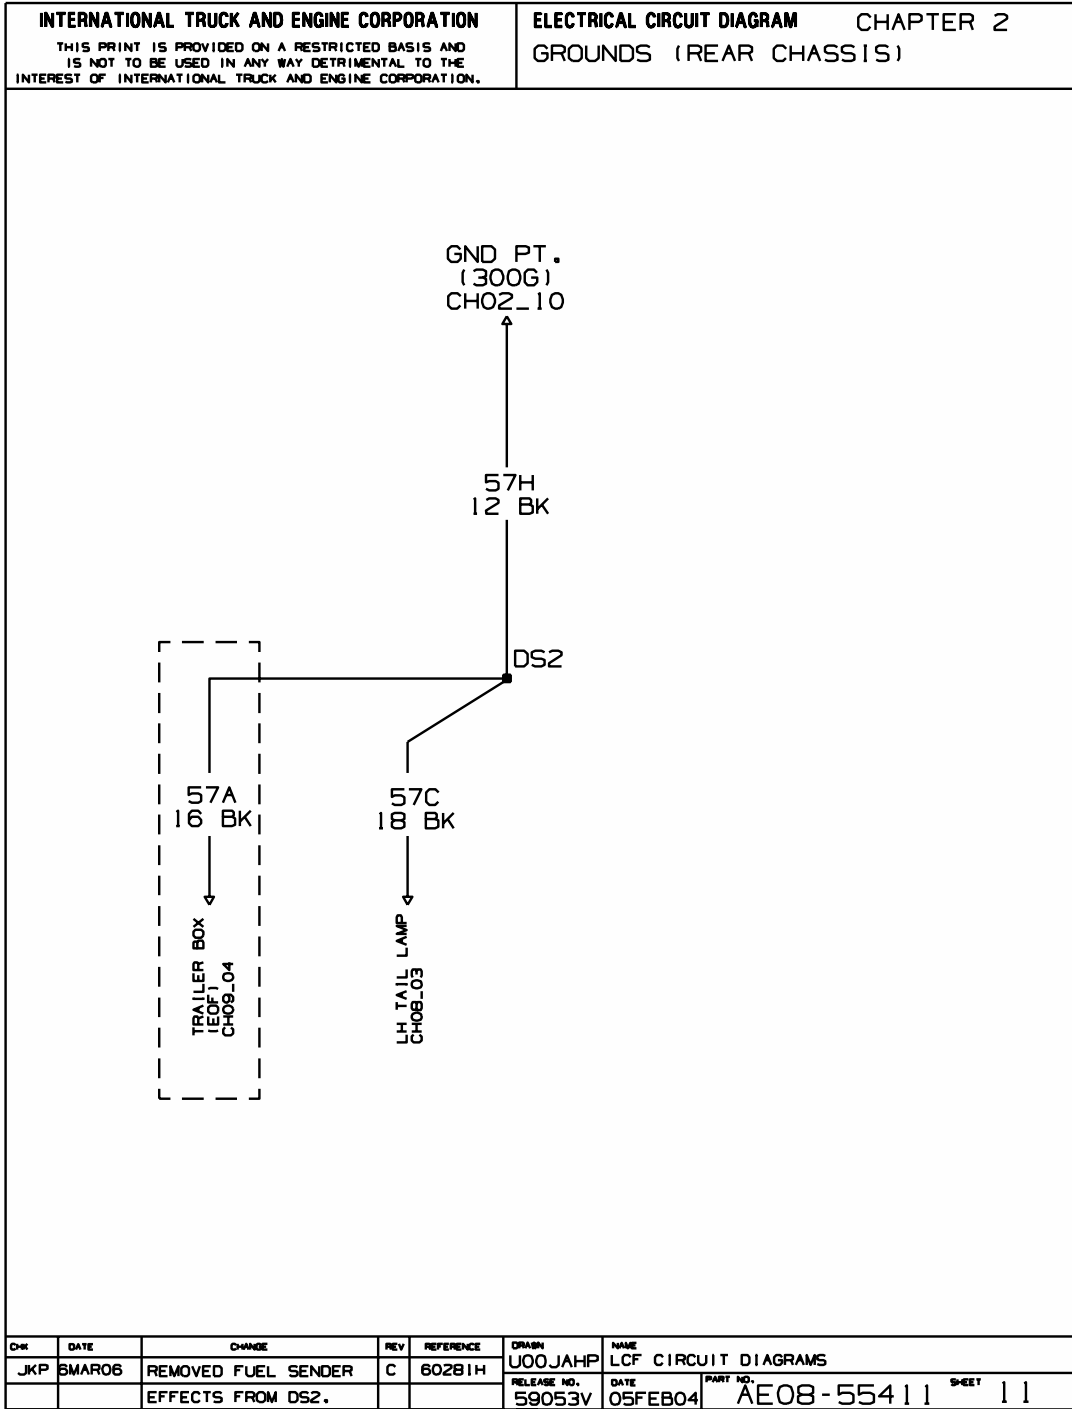 INTERNATIONAL TRUCK AND ENGINE CORPORATION
THIS PRINT IS PROVIDED ON A RESTRICTED BASIS AND
IS NOT TO BE USED IN ANY WAY DETRIMENTAL TO THE
INTEREST OF INTERNATIONAL TRUCK AND ENGINE CORPORATION.
ELECTRICAL CIRCUIT DIAGRAM CHAPTER 2
GROUNDS (REAR CHASSIS)
GND PT.
(300G)
CH02_10
57H
12 BK
DS2
57A
16 BK
57C
18 BK
TRAILER BOX
(EOF)
CH09_04
LH TAIL LAMP
CH08_03
CHK DATE CHANGE REV REFERENCE
JKP 6MAR06 REMOVED FUEL SENDER C 60281H
EFFECTS FROM DS2.
DRAWN
U00JAHP
NAME
LCF CIRCUIT DIAGRAMS
RELEASE NO.
59053V
DATE
05FEB04
PART NO.
AE08-55411
SHEET 11